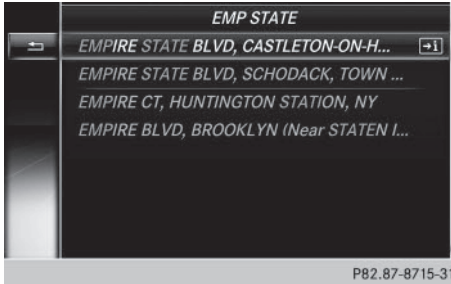 EMP STATE
EMPIRE STATE BLVD, CASTLETON-ON-H...
EMPIRE STATE BLVD, SCHODACK, TOWN ...
EMPIRE CT, HUNTINGTON STATION, NY
EMPIRE BLVD, BROOKLYN (Near STATEN I...
P82.87-8715-31